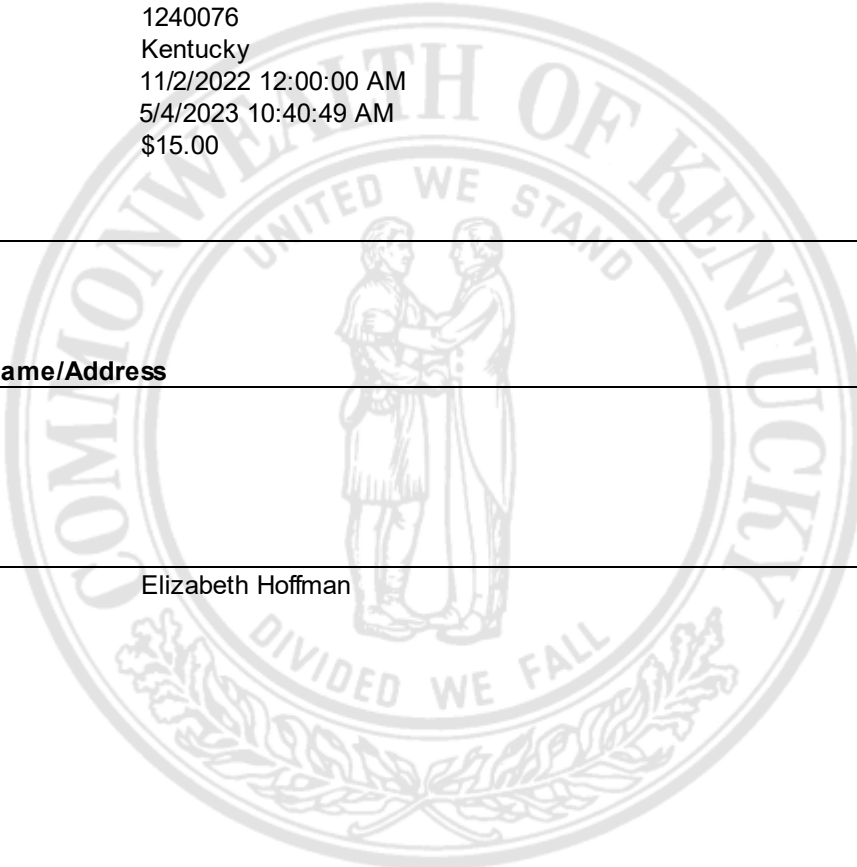 1240076
Kentucky
11/2/2022 12:00:00 AM
5/4/2023 10:40:49 AM
$15.00
COMMONWEALTH OF KENTUCKY
UNITED WE STAND
ame/Address
Elizabeth Hoffman
DIVIDED WE FALL